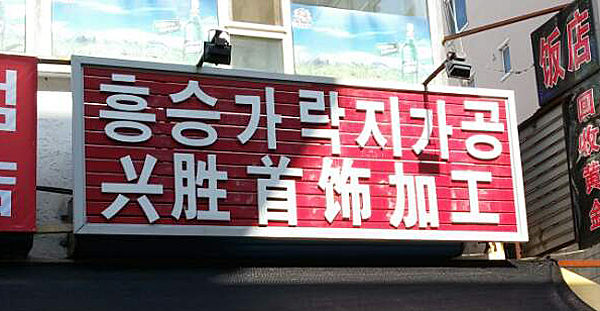 흥승가락지가공
兴胜首饰加工
饭店
回收黄金